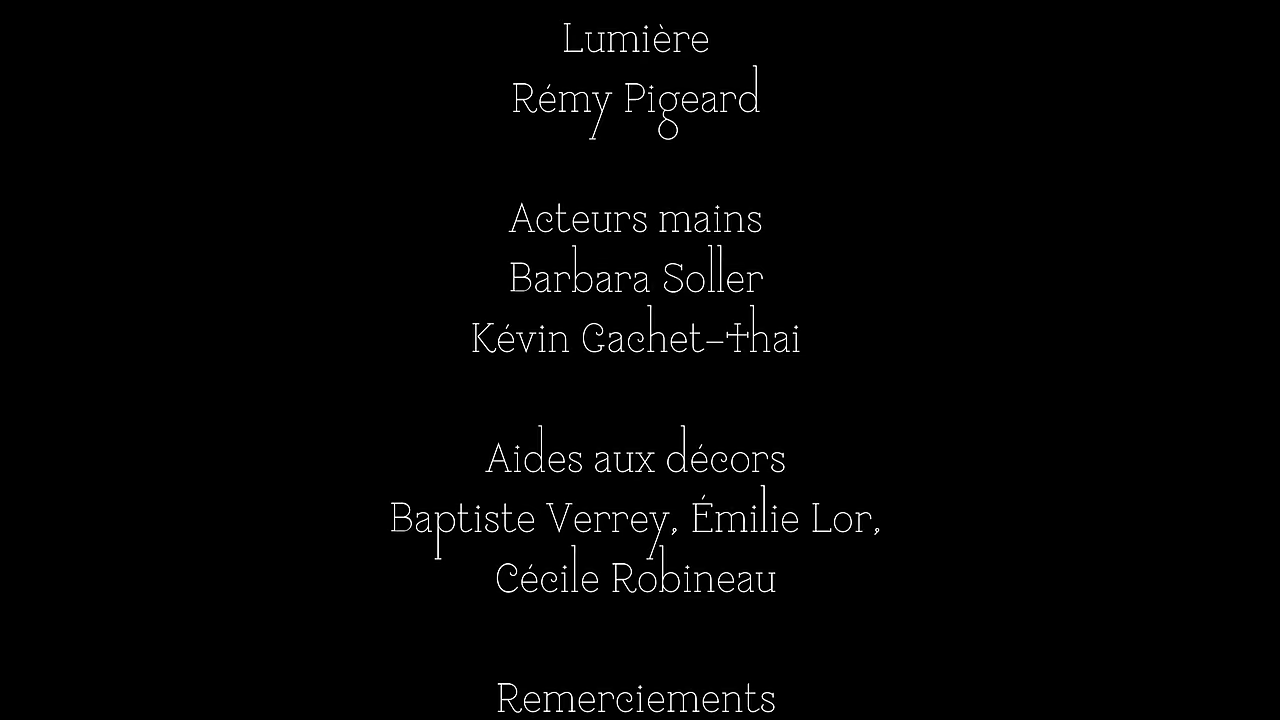 Lumière
Rémy Pigeard
Acteurs mains
Barbara Soller
Kévin Gachet-thai
Aides aux décors
Baptiste Verrey, Émilie Lor,
Cécile Robineau
Remerciements